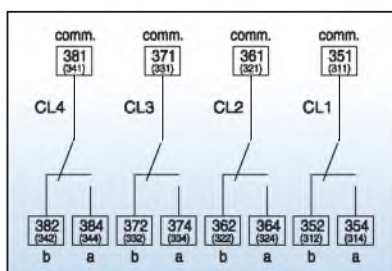 comm. comm. comm. comm.
381 371 361 351
(341) (331) (321) (311)
CL4 CL3 CL2 CL1
382 384 372 374 362 364 352 354
(342) (344) (332) (334) (322) (324) (312) (314)
b a b a b a b a